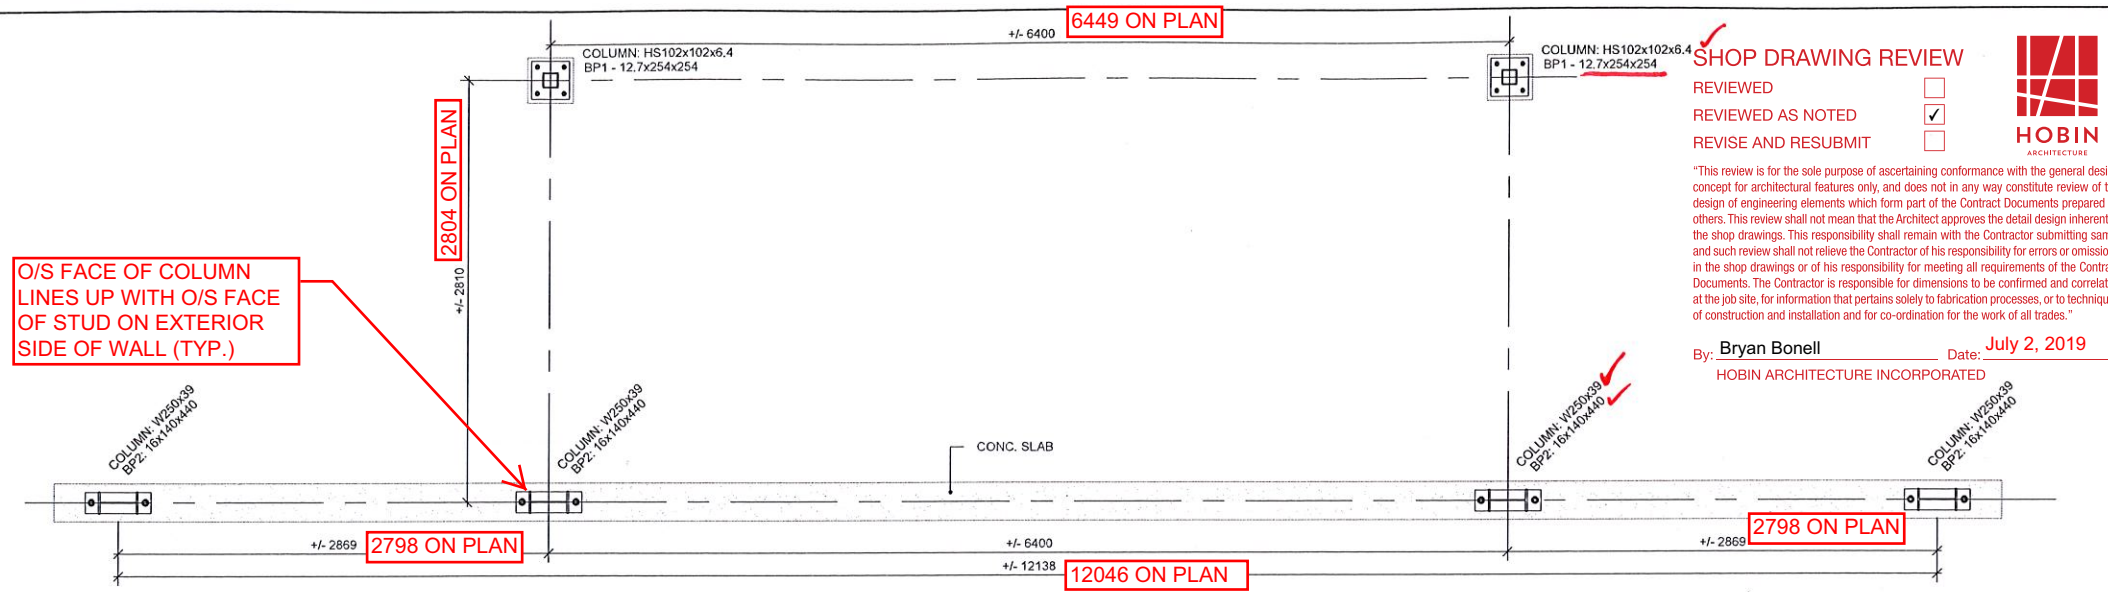 6449 ON PLAN
+/- 6400
COLUMN: HS102x102x6.4
BP1 - 12.7x254x254
COLUMN: HS102x102x6.4
BP1 - 12.7x254x254
SHOP DRAWING REVIEW
REVIEWED
REVIEWED AS NOTED ✓
REVISE AND RESUBMIT
HOBIN
ARCHITECTURE
"This review is for the sole purpose of ascertaining conformance with the general desi
concept for architectural features only, and does not in any way constitute review of t
design of engineering elements which form part of the Contract Documents prepared
others. This review shall not mean that the Architect approves the detail design inherent
the shop drawings. This responsibility shall remain with the Contractor submitting sam
and such review shall not relieve the Contractor of his responsibility for errors or omissio
in the shop drawings or of his responsibility for meeting all requirements of the Contra
Documents. The Contractor is responsible for dimensions to be confirmed and correlat
at the job site, for information that pertains solely to fabrication processes, or to techniqu
of construction and installation and for co-ordination for the work of all trades."
By: Bryan Bonell Date: July 2, 2019
HOBIN ARCHITECTURE INCORPORATED
2804 ON PLAN
+/- 2810
O/S FACE OF COLUMN
LINES UP WITH O/S FACE
OF STUD ON EXTERIOR
SIDE OF WALL (TYP.)
COLUMN: W250x39
BP2: 16x140x440
COLUMN: W250x39
BP2: 16x140x440
CONC. SLAB
COLUMN: W250x39
BP2: 16x140x440
COLUMN: W250x39
BP2: 16x140x440
+/- 2869
2798 ON PLAN
+/- 6400
+/- 2869
2798 ON PLAN
+/- 12138
12046 ON PLAN